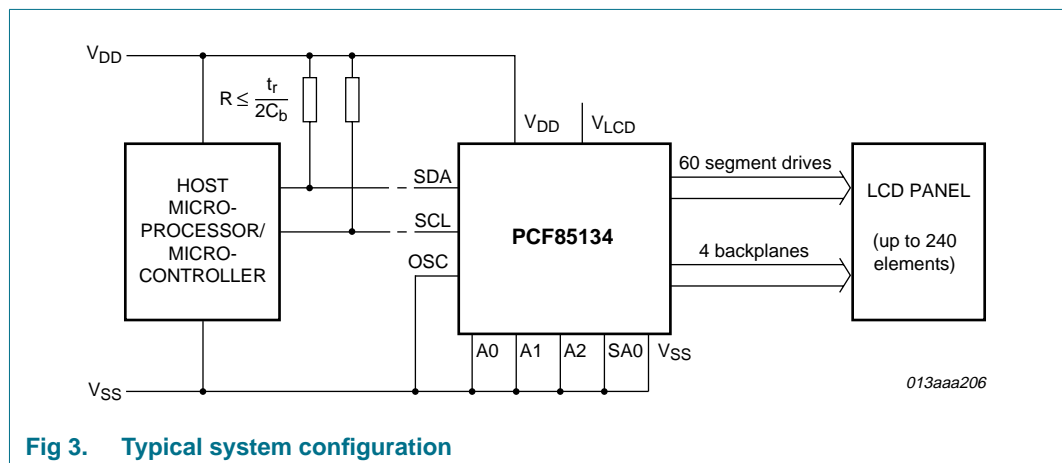 VDD
R ≤ tr
2Cb
VDD
VLCD
HOST
MICRO-
PROCESSOR/
MICRO-
CONTROLLER
SDA
SCL
OSC
PCF85134
60 segment drives
4 backplanes
LCD PANEL
(up to 240
elements)
A0 A1 A2 SA0 VSS
VSS
013aaa206
Fig 3. Typical system configuration